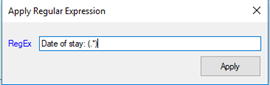 Apply Regular Expression
RegEx Date of stay: (.*)
Apply